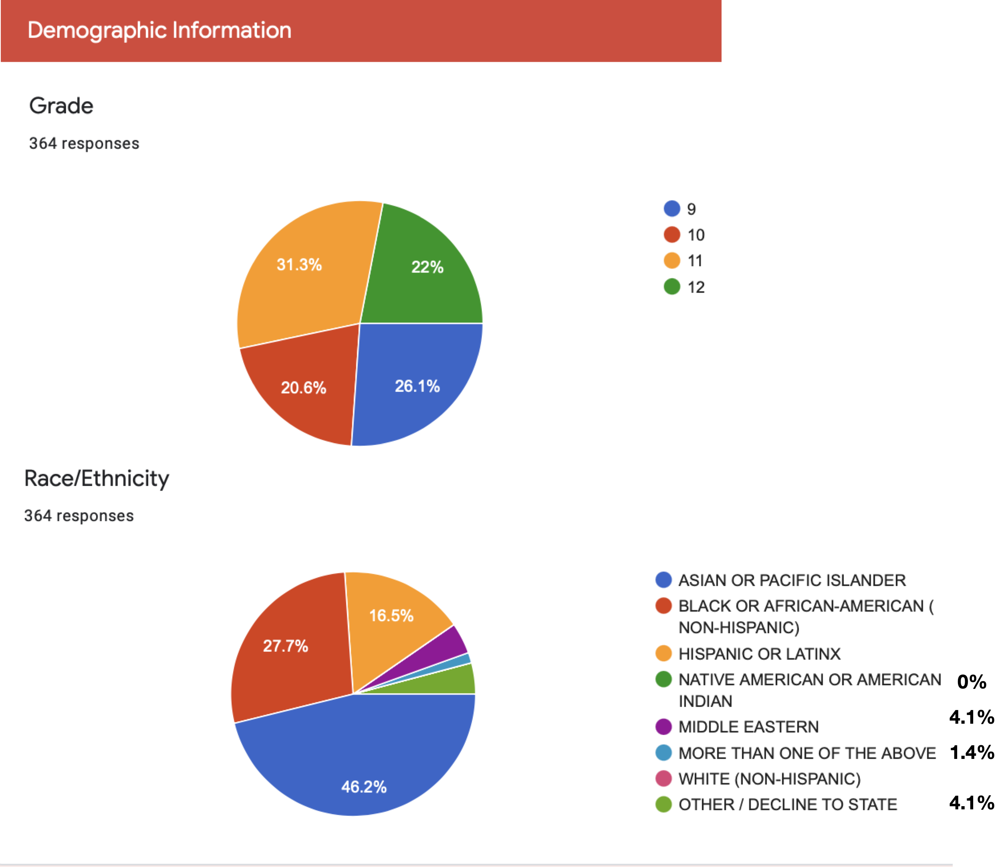 Demographic Information
Grade
364 responses
31.3%
22%
20.6%
26.1%
9
10
11
12
Race/Ethnicity
364 responses
27.7%
16.5%
46.2%
ASIAN OR PACIFIC ISLANDER
BLACK OR AFRICAN-AMERICAN (
NON-HISPANIC)
HISPANIC OR LATINX
NATIVE AMERICAN OR AMERICAN 0%
INDIAN
4.1%
MIDDLE EASTERN
MORE THAN ONE OF THE ABOVE 1.4%
WHITE (NON-HISPANIC)
OTHER / DECLINE TO STATE 4.1%